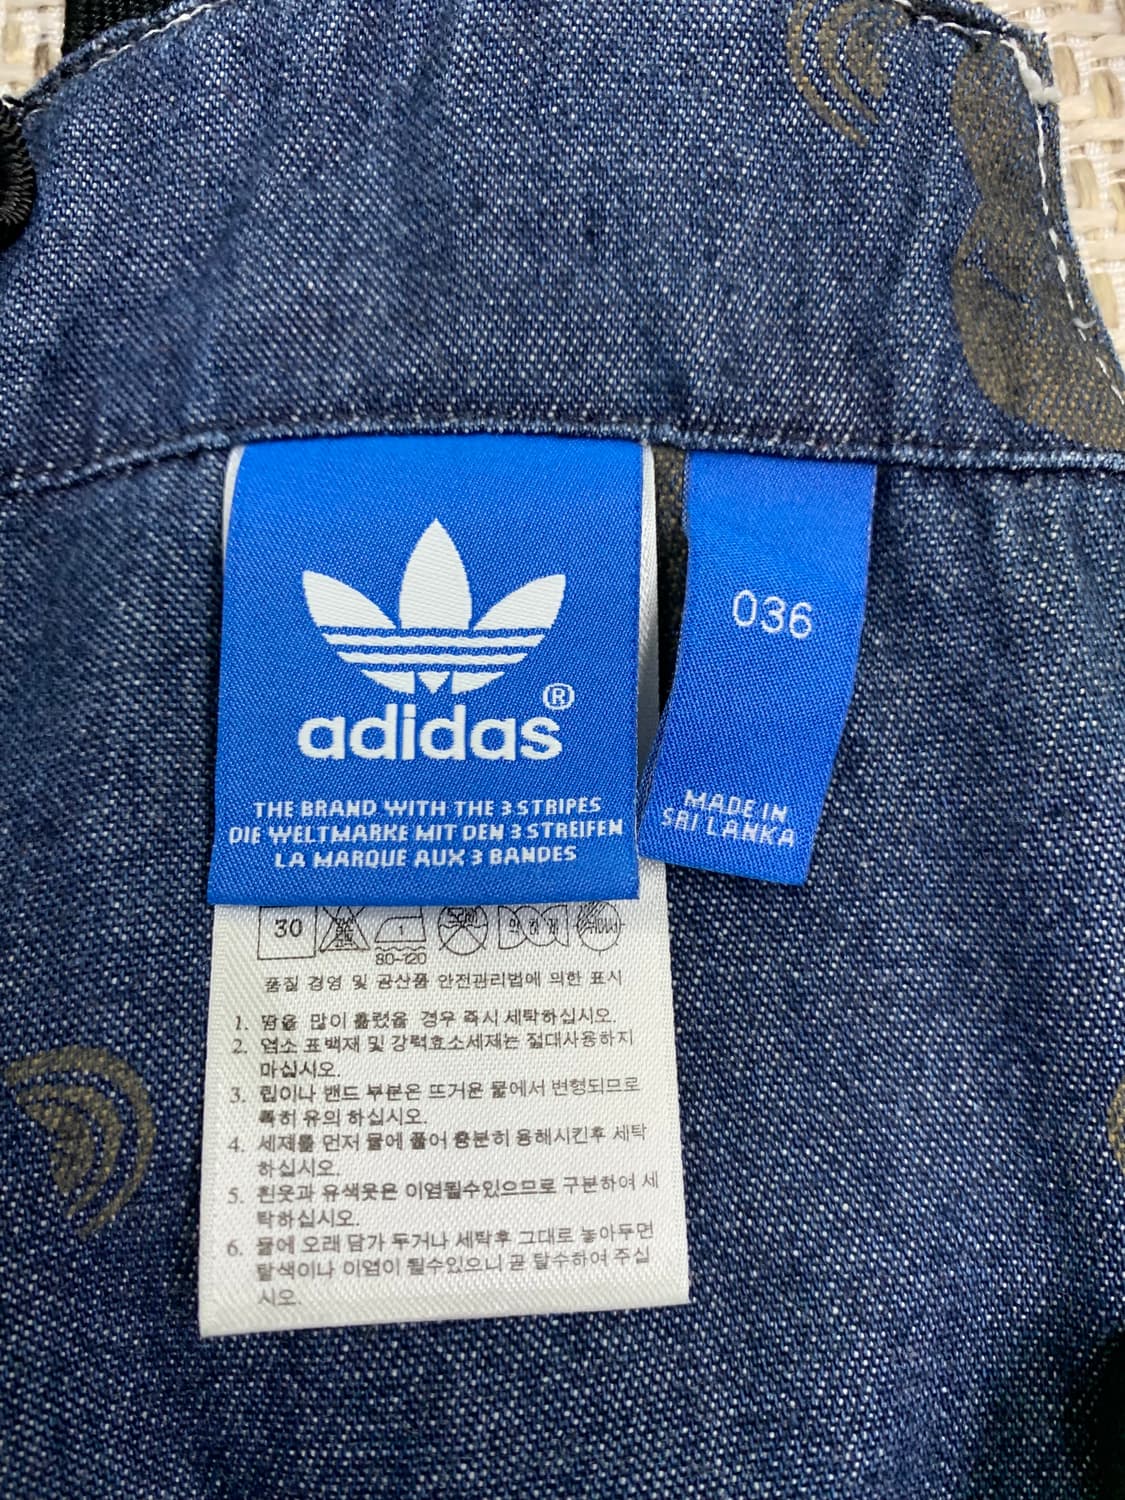 adidas®
THE BRAND WITH THE 3 STRIPES
DIE WELTMARKE MIT DEN 3 STREIFEN
LA MARQUE AUX 3 BANDES
036
MADE IN
SRI LANKA
30
1
80-120
품질 경영 및 공산품 안전관리법에 의한 표시
1. 땀을 많이 흘렸을 경우 즉시 세탁하십시오.
2. 염소 표백재 및 강력효소세재는 절대사용하지
마십시오.
3. 립이나 밴드 부분은 뜨거운 물에서 변형되므로
특히 유의 하십시오.
4. 세제를 먼저 물에 풀어 충분히 용해시킨후 세탁
하십시오.
5. 흰옷과 유색옷은 이염될수있으므로 구분하여 세
탁하십시오.
6. 물에 오래 담가 두거나 세탁후 그대로 놓아두면
탈색이나 이염이 될수있으니 곧 탈수하여 주십
시오.